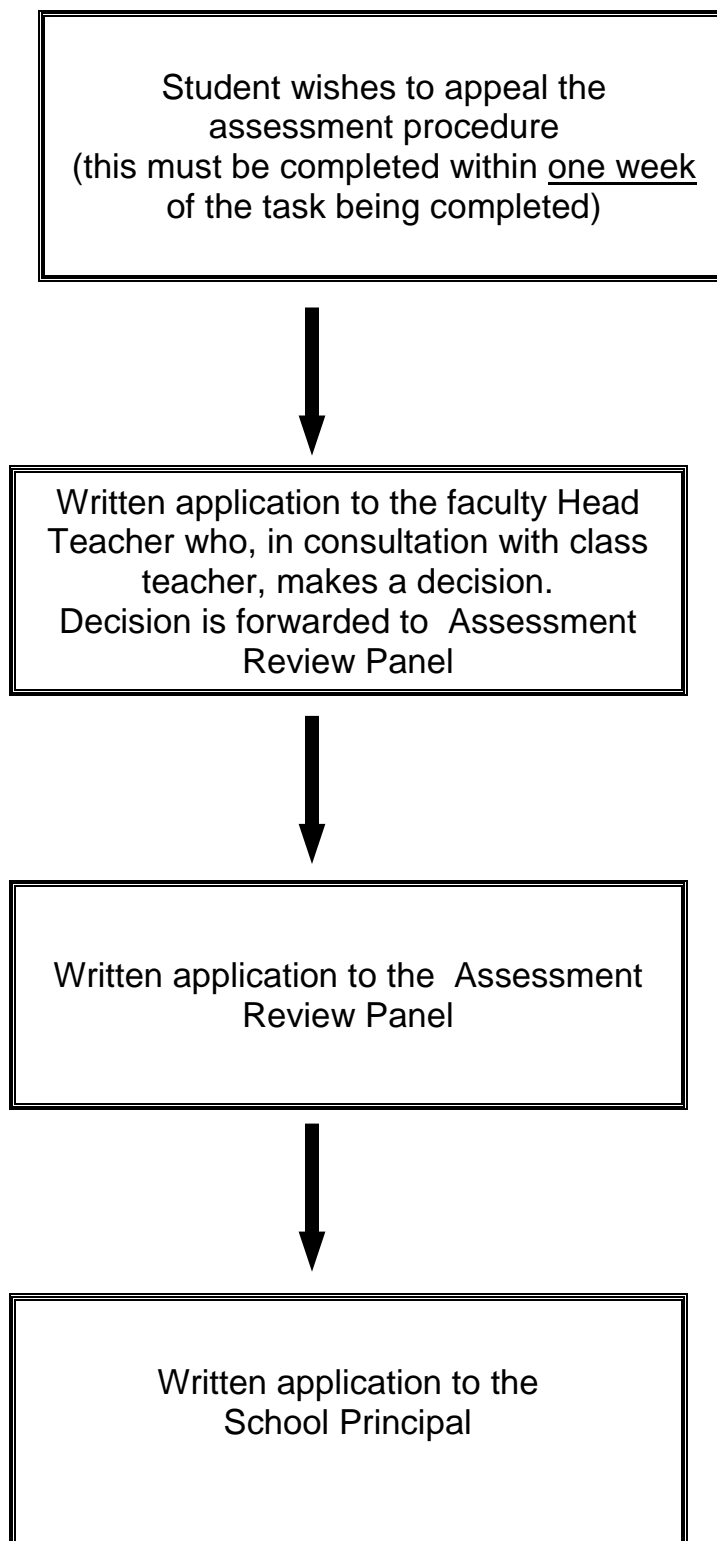 Student wishes to appeal the
assessment procedure
(this must be completed within one week
of the task being completed)
Written application to the faculty Head
Teacher who, in consultation with class
teacher, makes a decision.
Decision is forwarded to Assessment
Review Panel
Written application to the Assessment
Review Panel
Written application to the
School Principal